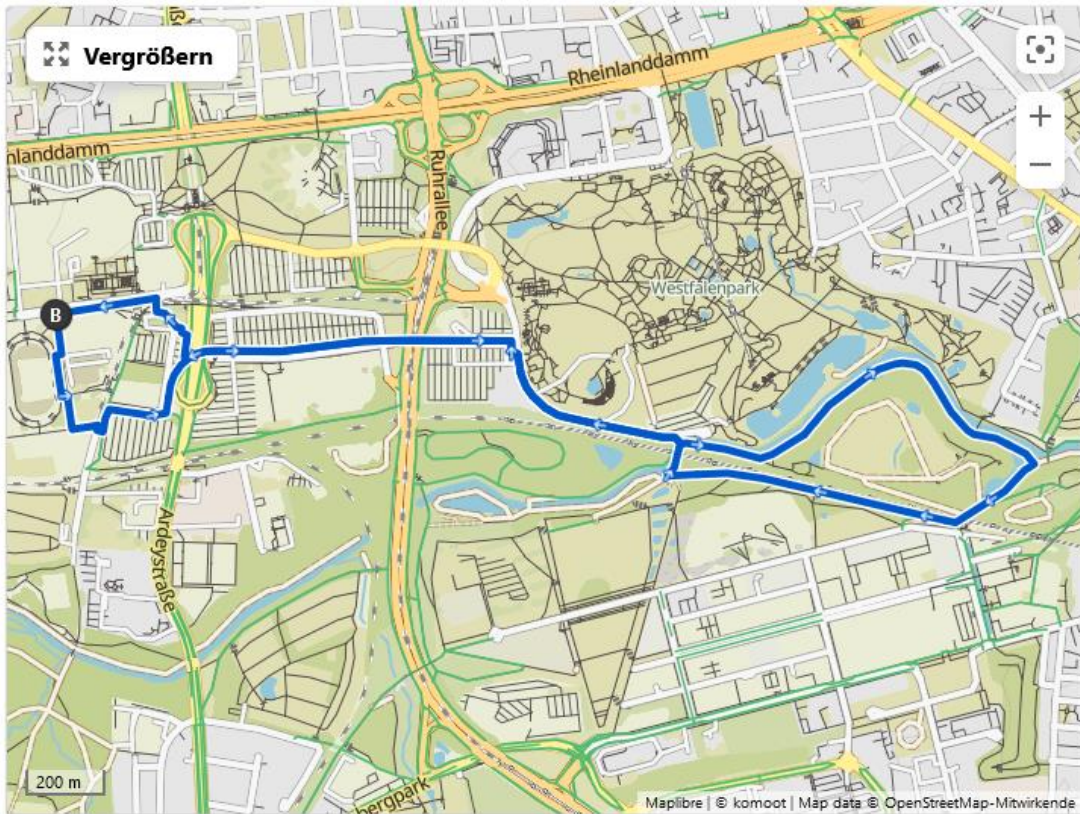 Vergrößern
Rheinlanddamm
nlanddamm
Ruhrallee
Westfalenpark
B
Ardeystraße
bergpark
200 m
Maplibre | © komoot | Map data © OpenStreetMap-Mitwirkende
+
−